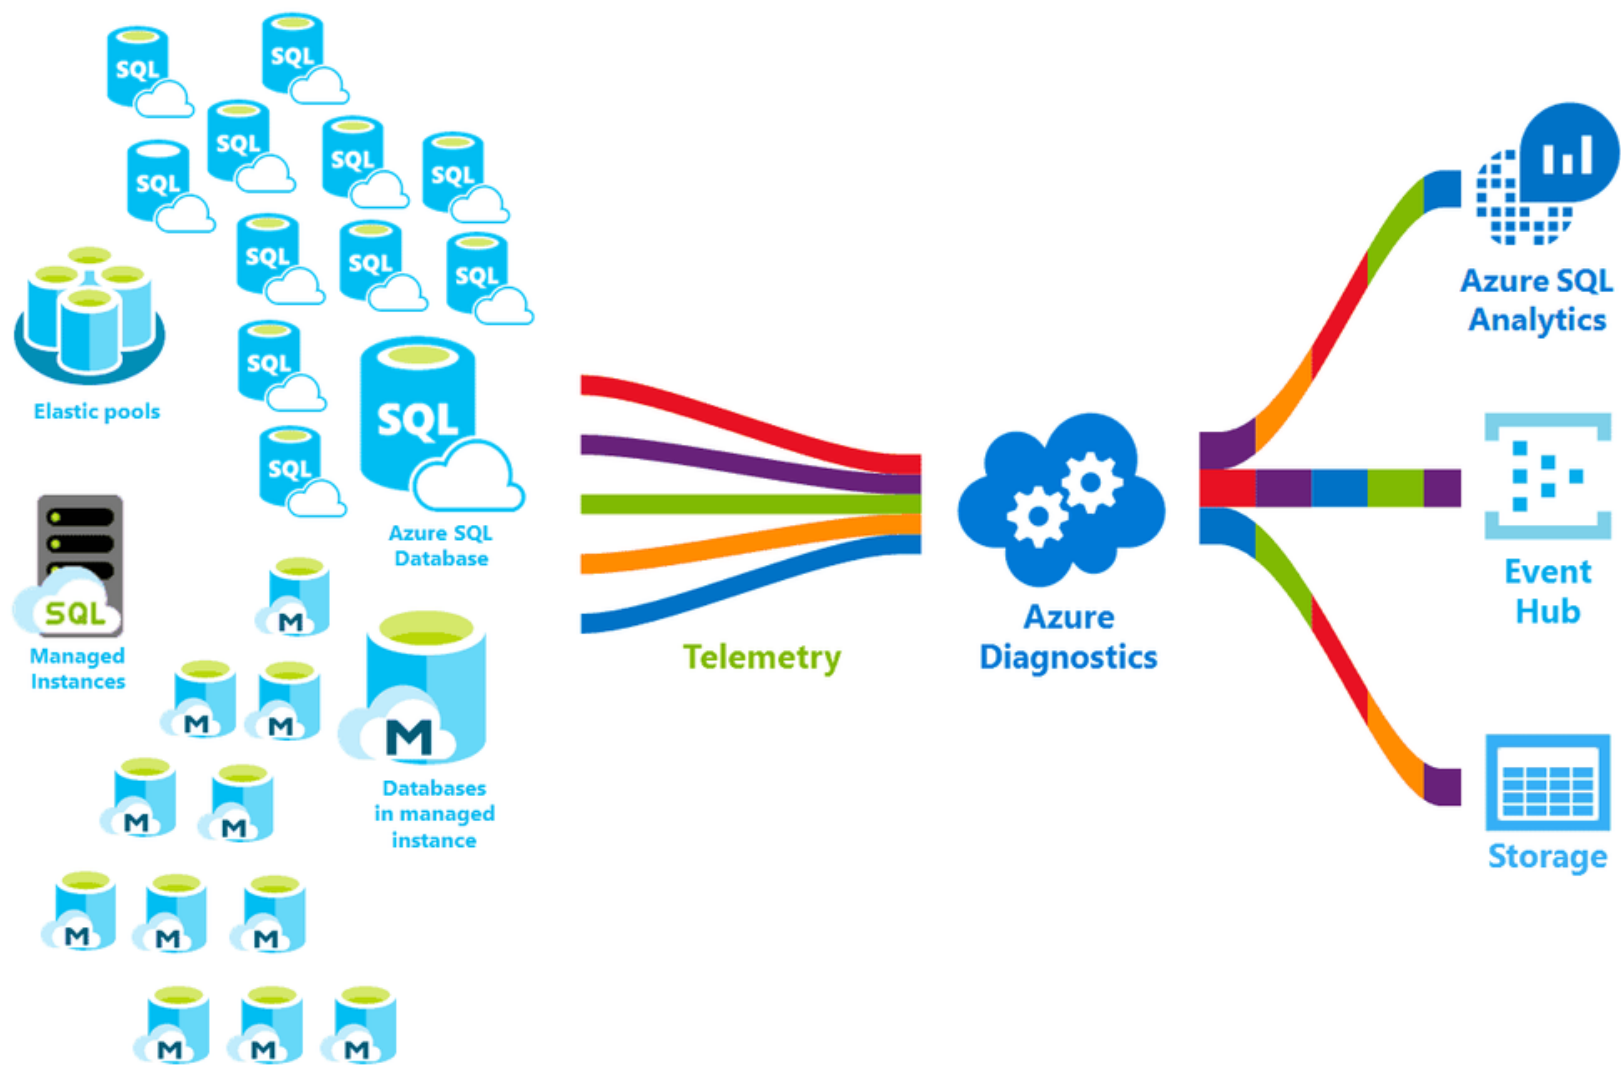 SQL
SQL
SQL
SQL
SQL
SQL
SQL
SQL
SQL
SQL
SQL
SQL
Elastic pools
Azure SQL
Database
SQL
Managed
Instances
M
M
M
M
Databases
in managed
instance
M
M
M
M
M
M
M
M
Telemetry
Azure
Diagnostics
Azure SQL
Analytics
Event
Hub
Storage